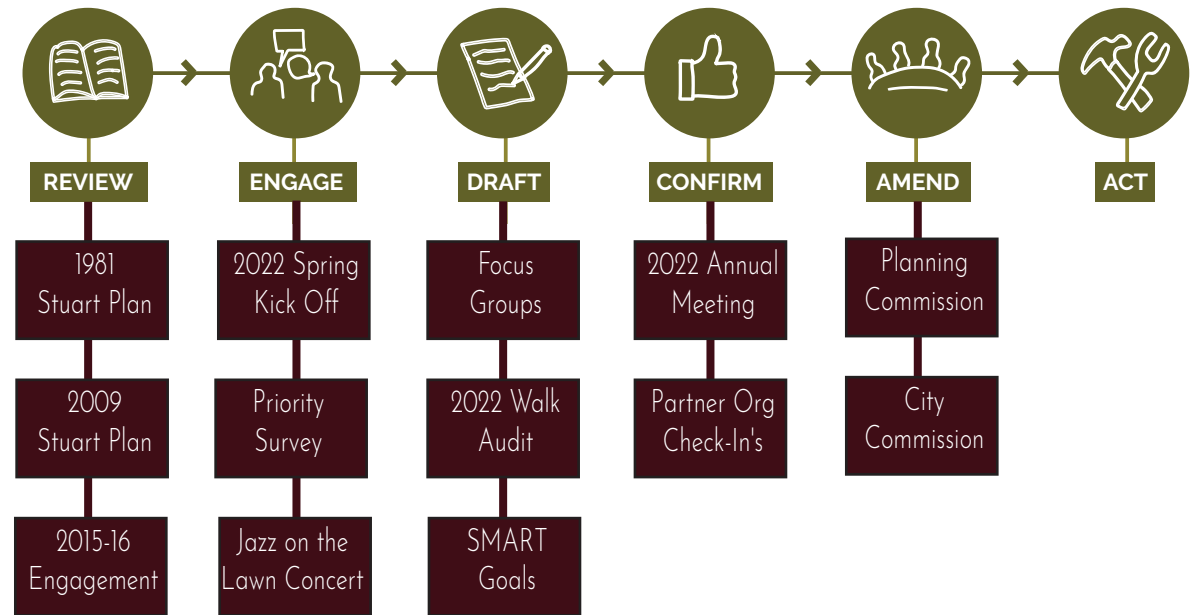 REVIEW
ENGAGE
DRAFT
CONFIRM
AMEND
ACT
1981
Stuart Plan
2022 Spring
Kick Off
Focus
Groups
2022 Annual
Meeting
Planning
Commission
2009
Stuart Plan
Priority
Survey
2022 Walk
Audit
Partner Org
Check-In's
City
Commission
2015-16
Engagement
Jazz on the
Lawn Concert
SMART
Goals